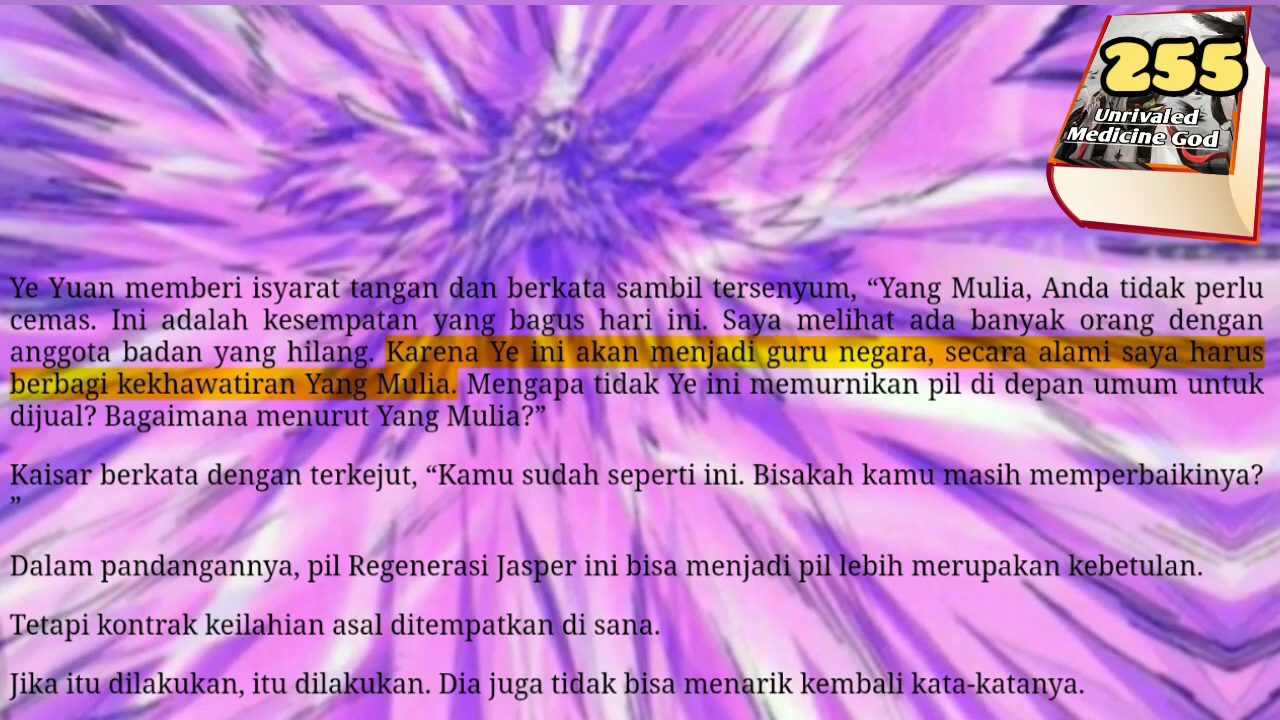 255
Unrivaled
Medicine God
Ye Yuan memberi isyarat tangan dan berkata sambil tersenyum, “Yang Mulia, Anda tidak perlu
cemas. Ini adalah kesempatan yang bagus hari ini. Saya melihat ada banyak orang dengan
anggota badan yang hilang. Karena Ye ini akan menjadi guru negara, secara alami saya harus
berbagi kekhawatiran Yang Mulia. Mengapa tidak Ye ini memurnikan pil di depan umum untuk
dijual? Bagaimana menurut Yang Mulia?”
Kaisar berkata dengan terkejut, “Kamu sudah seperti ini. Bisakah kamu masih memperbaikinya?
”
Dalam pandangannya, pil Regenerasi Jasper ini bisa menjadi pil lebih merupakan kebetulan.
Tetapi kontrak keilahian asal ditempatkan di sana.
Jika itu dilakukan, itu dilakukan. Dia juga tidak bisa menarik kembali kata-katanya.